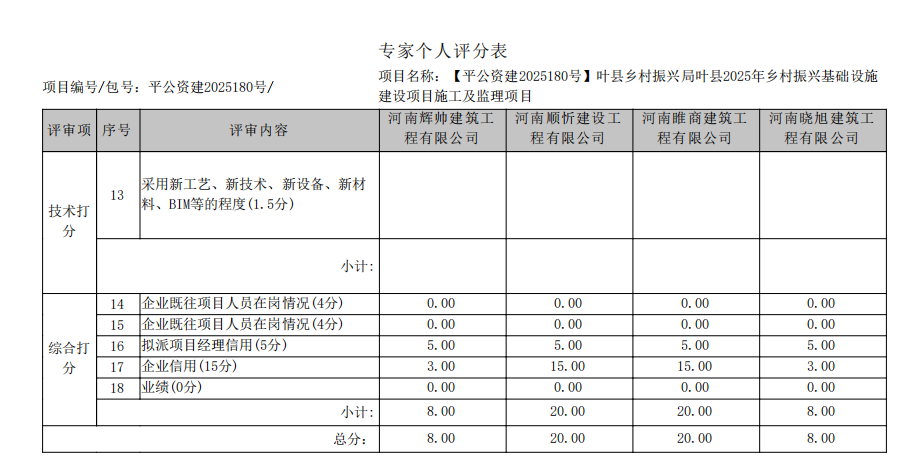 专家个人评分表
项目编号/包号: 平公资建2025180号/
项目名称: 【平公资建2025180号】叶县乡村振兴局叶县2025年乡村振兴基础设施
建设项目施工及监理项目
评审项 序号 评审内容 河南辉帅建筑工程有限公司 河南顺忻建设工程有限公司 河南睢商建筑工程有限公司 河南晓旭建筑工程有限公司
技术打分
13 采用新工艺、新技术、新设备、新材
料、BIM等的程度(1.5分)
小计:
综合打分
14 企业既往项目人员在岗情况(4分) 0.00 0.00 0.00 0.00
15 企业既往项目人员在岗情况(4分) 0.00 0.00 0.00 0.00
16 拟派项目经理信用(5分) 5.00 5.00 5.00 5.00
17 企业信用(15分) 3.00 15.00 15.00 3.00
18 业绩(0分) 0.00 0.00 0.00 0.00
小计: 8.00 20.00 20.00 8.00
总分: 8.00 20.00 20.00 8.00